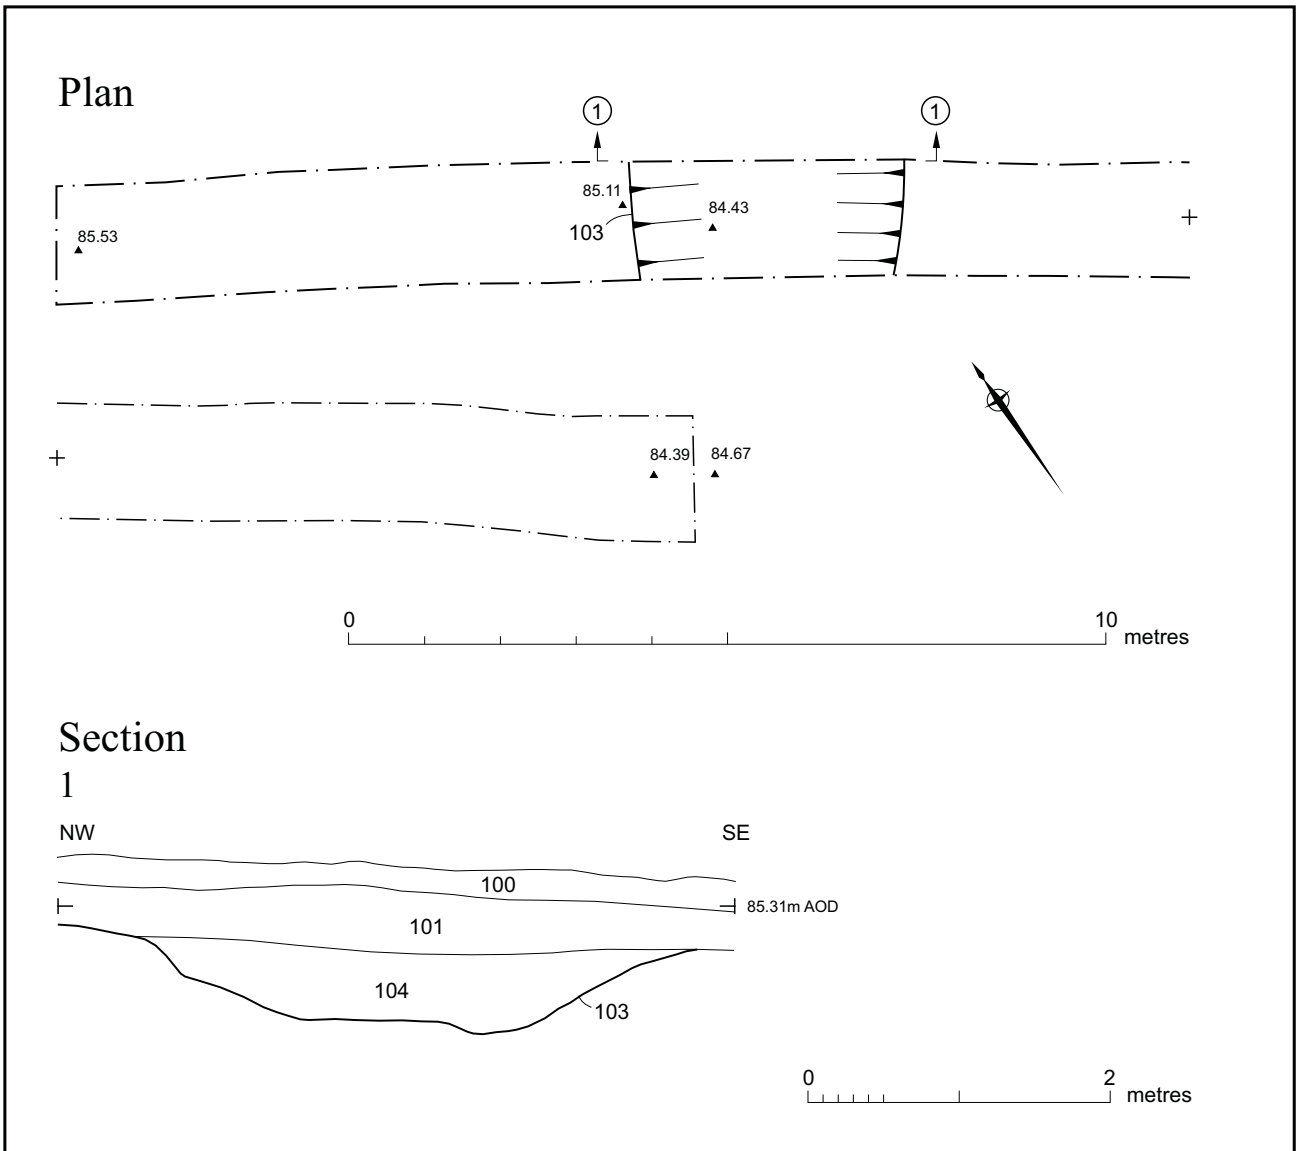 Plan
1 1
85.11
84.43
103
85.53
84.39 84.67
0 10
metres
Section
1
NW SE
100
85.31m AOD
101
104
103
0 2
metres